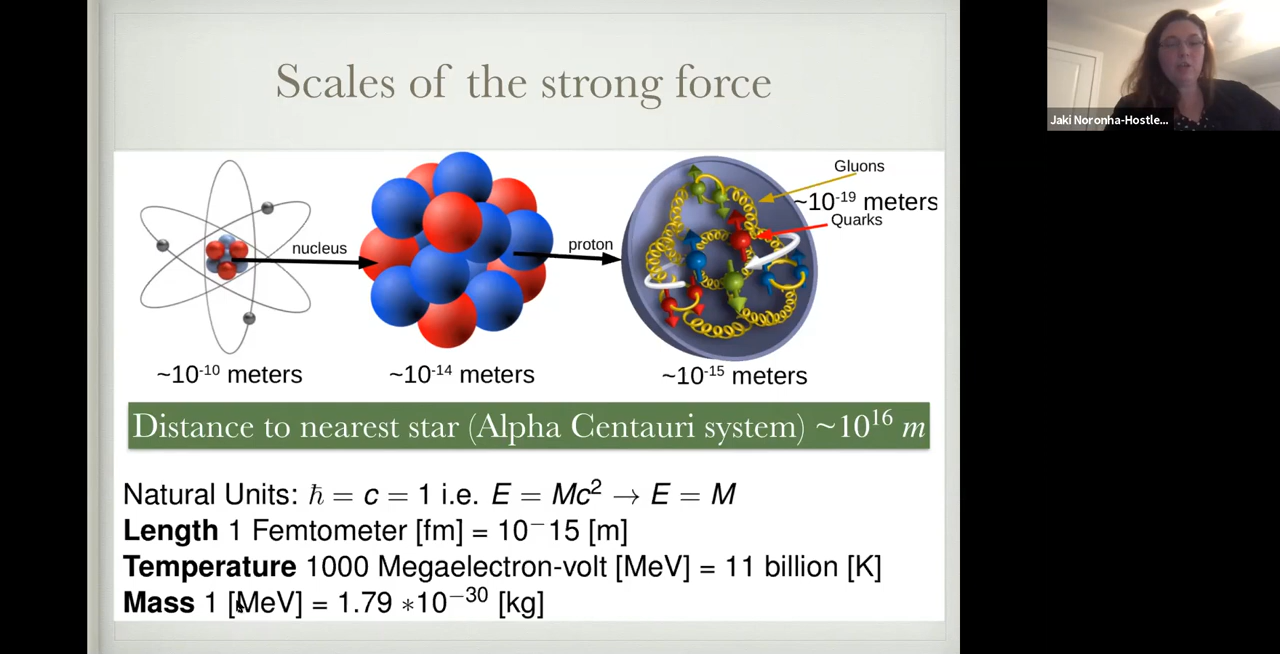 Scales of the strong force
Gluons
~10⁻¹⁹ meters
Quarks
nucleus
proton
~10⁻¹⁰ meters
~10⁻¹⁴ meters
~10⁻¹⁵ meters
Distance to nearest star (Alpha Centauri system) ~10¹⁶ m
Natural Units: ℏ = c = 1 i.e. E = Mc² → E = M
Length 1 Femtometer [fm] = 10⁻15 [m]
Temperature 1000 Megaelectron-volt [MeV] = 11 billion [K]
Mass 1 [MeV] = 1.79 *10⁻³⁰ [kg]
Jaki Noronha-Hostle...